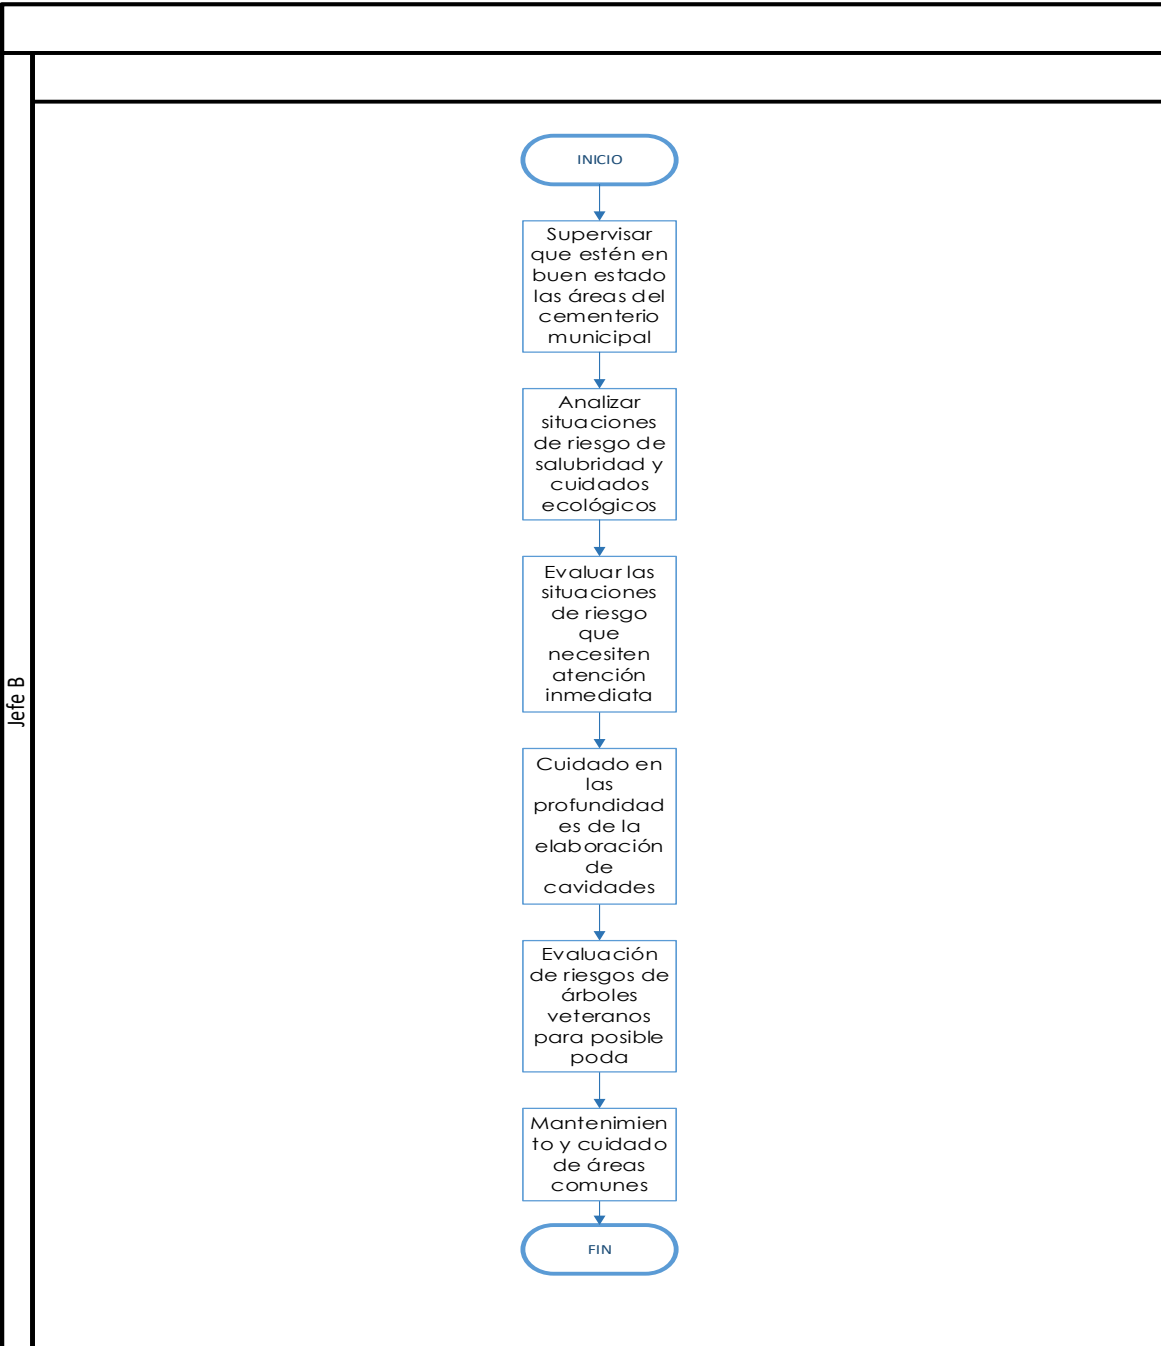 INICIO
Supervisar
que estén en
buen estado
las áreas del
cementerio
municipal
Analizar
situaciones
de riesgo de
salubridad y
cuidados
ecológicos
Evaluar las
situaciones
de riesgo
que
necesiten
atención
inmediata
Jefe B
Cuidado en
las
profundidad
es de la
elaboración
de
cavidades
Evaluación
de riesgos de
árboles
veteranos
para posible
poda
Mantenimien
to y cuidado
de áreas
comunes
FIN